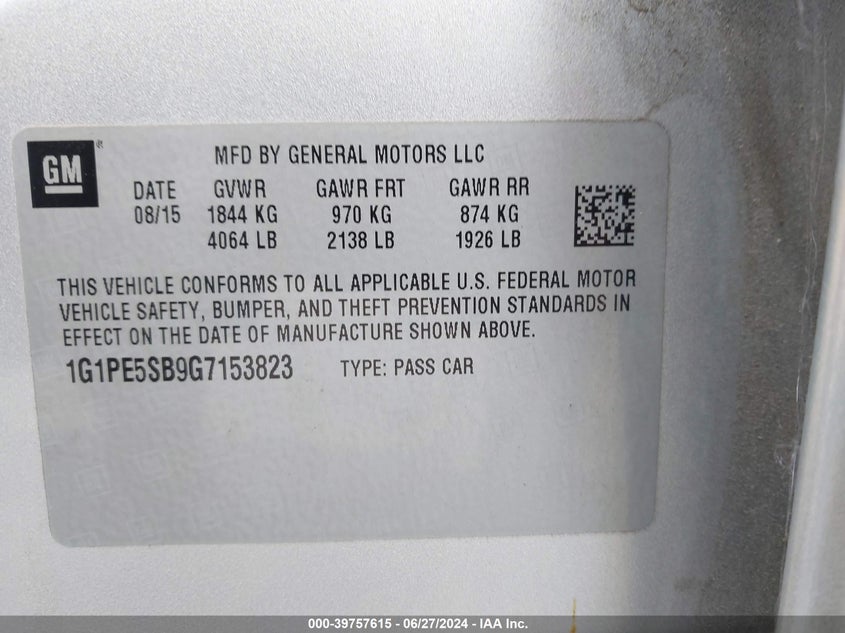 GM®
MFD BY GENERAL MOTORS LLC
DATE GVWR GAWR FRT GAWR RR
08/15 1844 KG 970 KG 874 KG
4064 LB 2138 LB 1926 LB
THIS VEHICLE CONFORMS TO ALL APPLICABLE U.S. FEDERAL MOTOR
VEHICLE SAFETY, BUMPER, AND THEFT PREVENTION STANDARDS IN
EFFECT ON THE DATE OF MANUFACTURE SHOWN ABOVE.
1G1PE5SB9G7153823 TYPE: PASS CAR
000-39757615 - 06/27/2024 - IAA Inc.